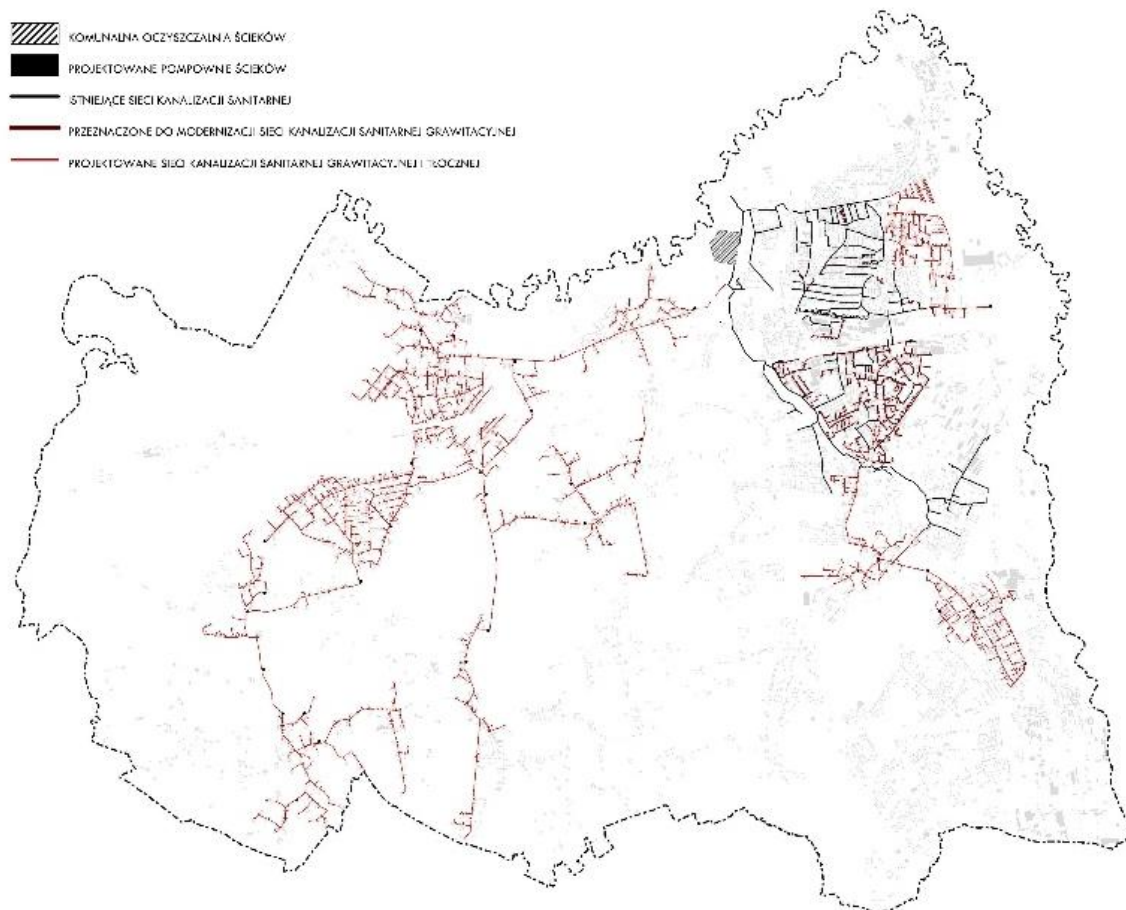 KOMUNALNA OCZYSZCZALNIA ŚCIEKÓW
PROJEKTOWANE POMPOWNIE ŚCIEKÓW
ISTNIEJĄCE SIECI KANALIZACJI SANITARNEJ
PRZEZNACZONE DO MODERNIZACJI SIECI KANALIZACJI SANITARNEJ GRAWITACYJNEJ
PROJEKTOWANE SIECI KANALIZACJI SANITARNEJ GRAWITACYJNEJ I TŁOCZNEJ